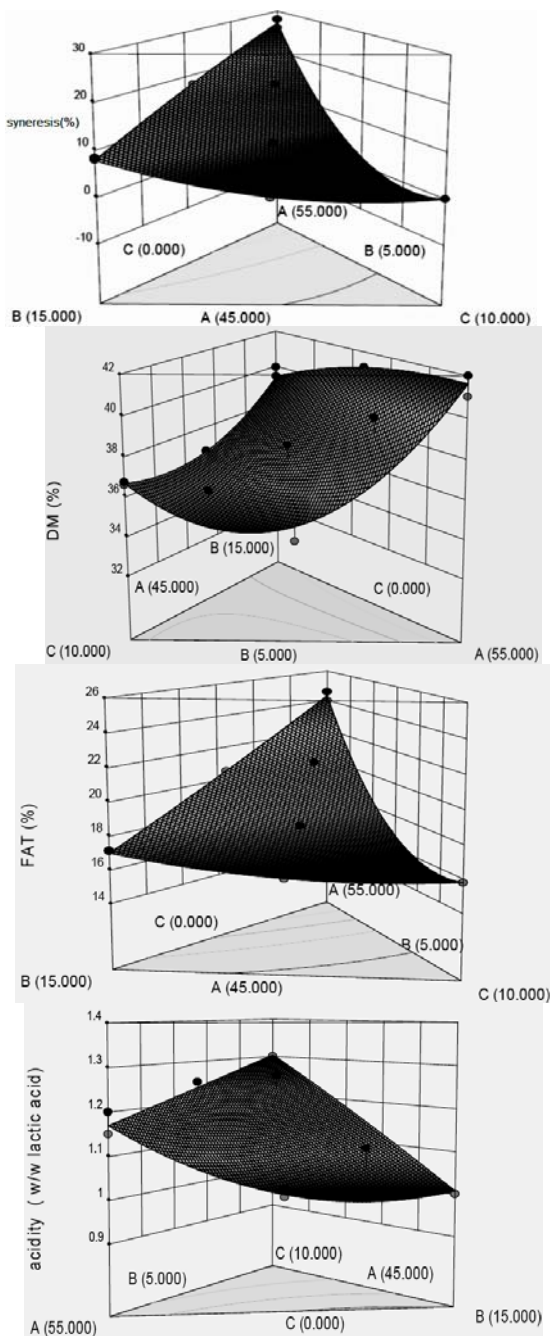 30
20
syneresis(%)
10
0
-10
A (55.000)
C (0.000)
B (5.000)
B (15.000)
A (45.000)
C (10.000)
42
40
38
36
34
32
DM (%)
B (15.000)
A (45.000)
C (0.000)
C (10.000)
B (5.000)
A (55.000)
26
24
22
20
18
16
14
FAT (%)
A (55.000)
C (0.000)
B (5.000)
B (15.000)
A (45.000)
C (10.000)
1.4
1.3
1.2
1.1
1
0.9
acidity ( w/w lactic acid)
C (10.000)
B (5.000)
A (45.000)
A (55.000)
C (0.000)
B (15.000)